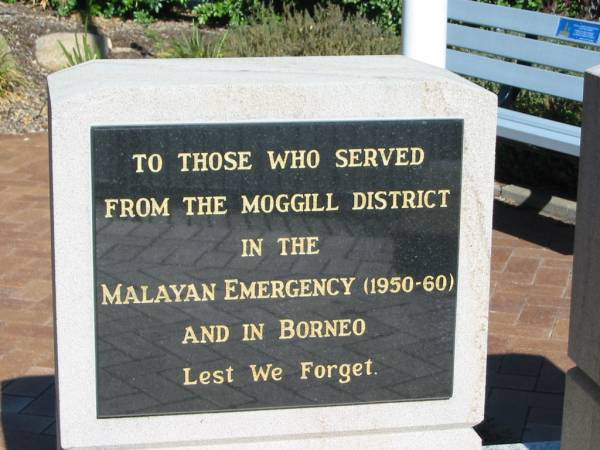 TO THOSE WHO SERVED
FROM THE MOGGILL DISTRICT
IN THE
MALAYAN EMERGENCY (1950-60)
AND IN BORNEO
Lest We Forget.